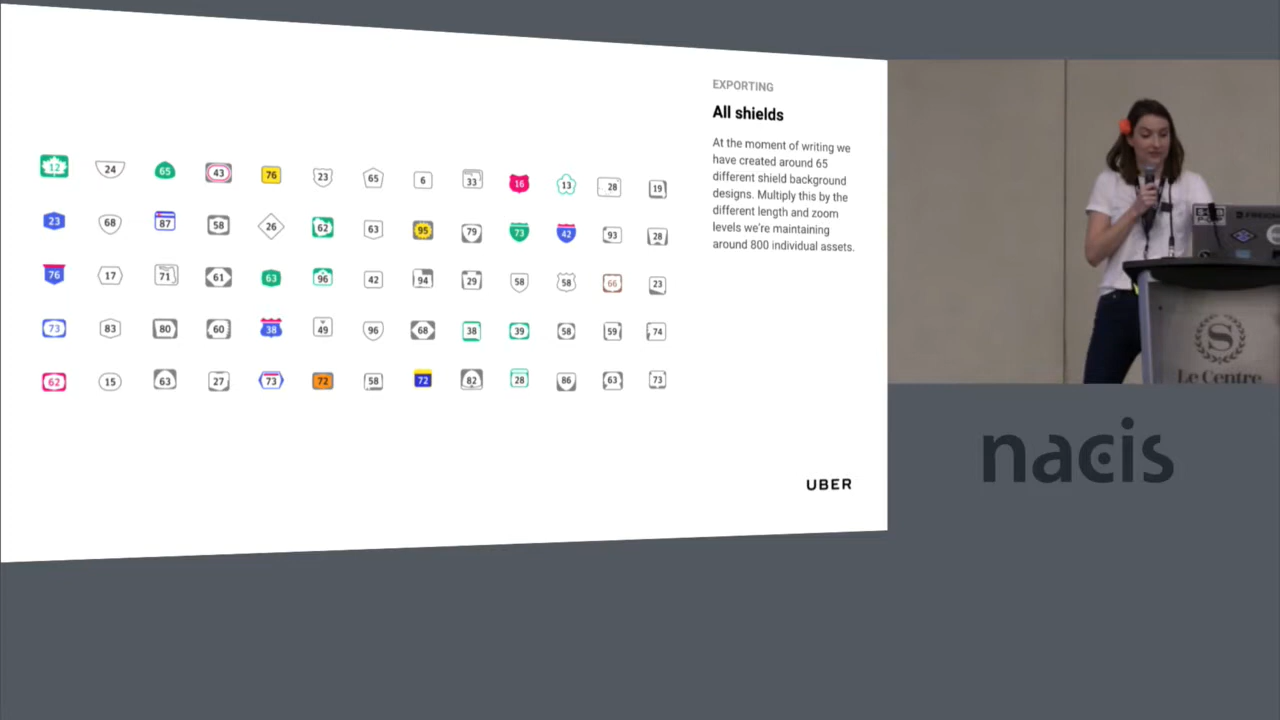 EXPORTING
All shields
At the moment of writing we
have created around 65
different shield background
designs. Multiply this by the
different length and zoom
levels we're maintaining
around 800 individual assets.
12 24 65 43 76 23 65 6 33 16 13 28 19
23 68 87 58 26 62 63 95 79 73 42 93 28
76 17 71 61 63 96 42 94 29 58 58 66 23
73 83 80 60 38 49 96 68 38 39 58 59 74
62 15 63 27 73 72 58 72 82 28 86 63 73
UBER
S
Le Centre
nacis